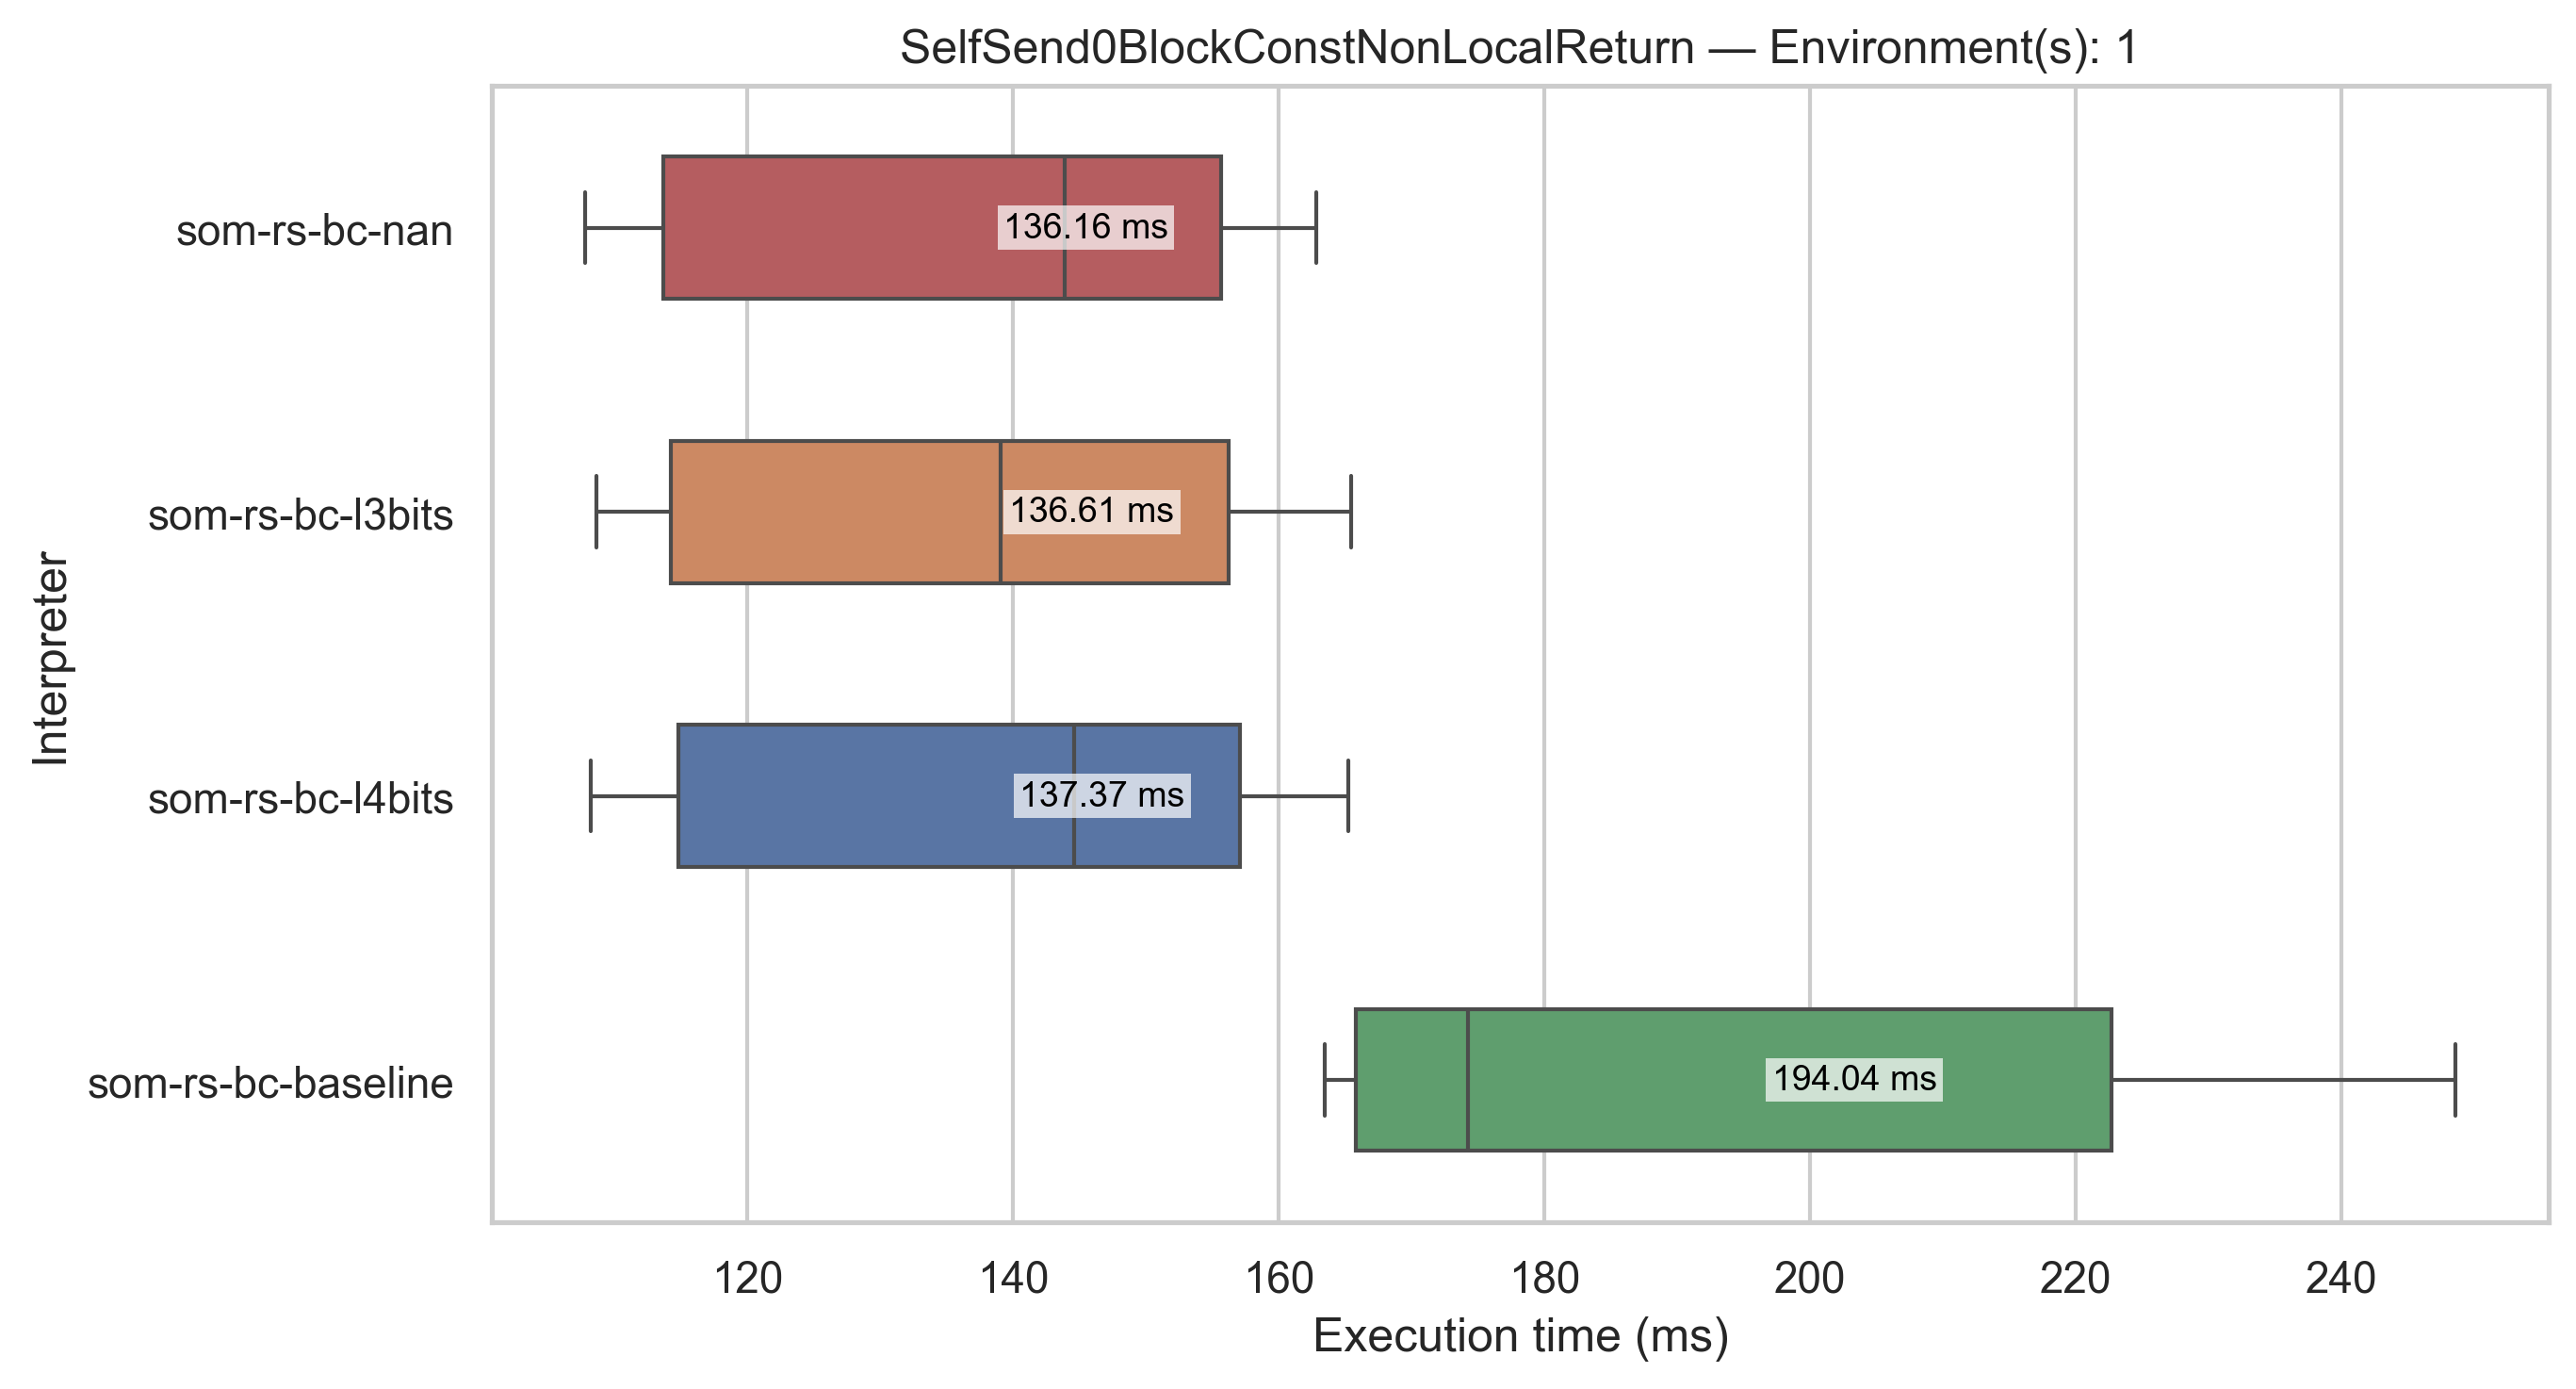 SelfSend0BlockConstNonLocalReturn — Environment(s): 1
som-rs-bc-nan
136.16 ms
som-rs-bc-l3bits
136.61 ms
som-rs-bc-l4bits
137.37 ms
som-rs-bc-baseline
194.04 ms
Interpreter
120 140 160 180 200 220 240
Execution time (ms)